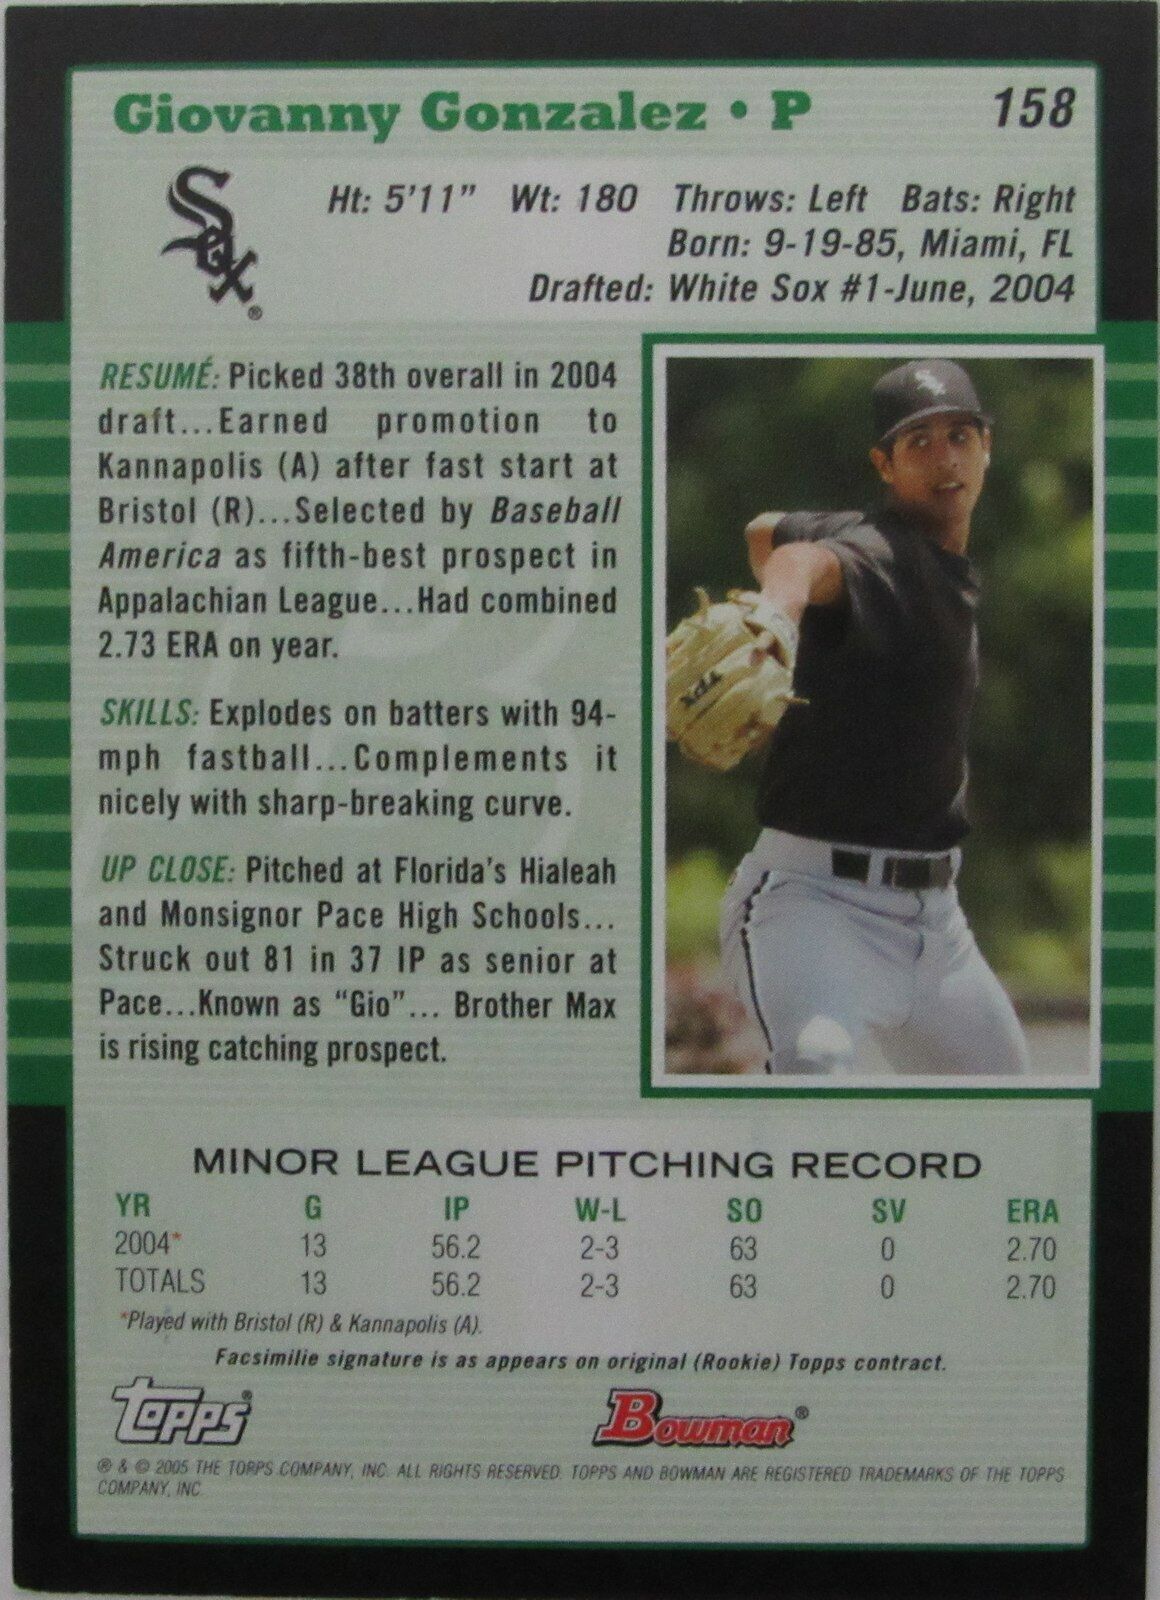 Giovanny Gonzalez • P 158
Sox ®
Ht: 5'11" Wt: 180 Throws: Left Bats: Right
Born: 9-19-85, Miami, FL
Drafted: White Sox #1-June, 2004
RESUMÉ: Picked 38th overall in 2004
draft...Earned promotion to
Kannapolis (A) after fast start at
Bristol (R)...Selected by Baseball
America as fifth-best prospect in
Appalachian League...Had combined
2.73 ERA on year.
SKILLS: Explodes on batters with 94-
mph fastball...Complements it
nicely with sharp-breaking curve.
UP CLOSE: Pitched at Florida's Hialeah
and Monsignor Pace High Schools...
Struck out 81 in 37 IP as senior at
Pace...Known as "Gio"... Brother Max
is rising catching prospect.
Sox
TPX
MINOR LEAGUE PITCHING RECORD
YR G IP W-L SO SV ERA
2004* 13 56.2 2-3 63 0 2.70
TOTALS 13 56.2 2-3 63 0 2.70
*Played with Bristol (R) & Kannapolis (A).
Facsimilie signature is as appears on original (Rookie) Topps contract.
Topps® Bowman®
® & © 2005 THE TOPPS COMPANY, INC. ALL RIGHTS RESERVED. TOPPS AND BOWMAN ARE REGISTERED TRADEMARKS OF THE TOPPS
COMPANY, INC.